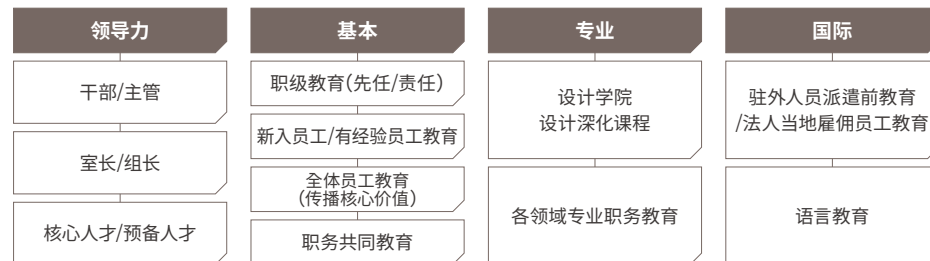 领导力
干部/主管
室长/组长
核心人才/预备人才
基本
职级教育(先任/责任)
新入员工/有经验员工教育
全体员工教育
(传播核心价值)
职务共同教育
专业
设计学院
设计深化课程
各领域专业职务教育
国际
驻外人员派遣前教育
/法人当地雇佣员工教育
语言教育